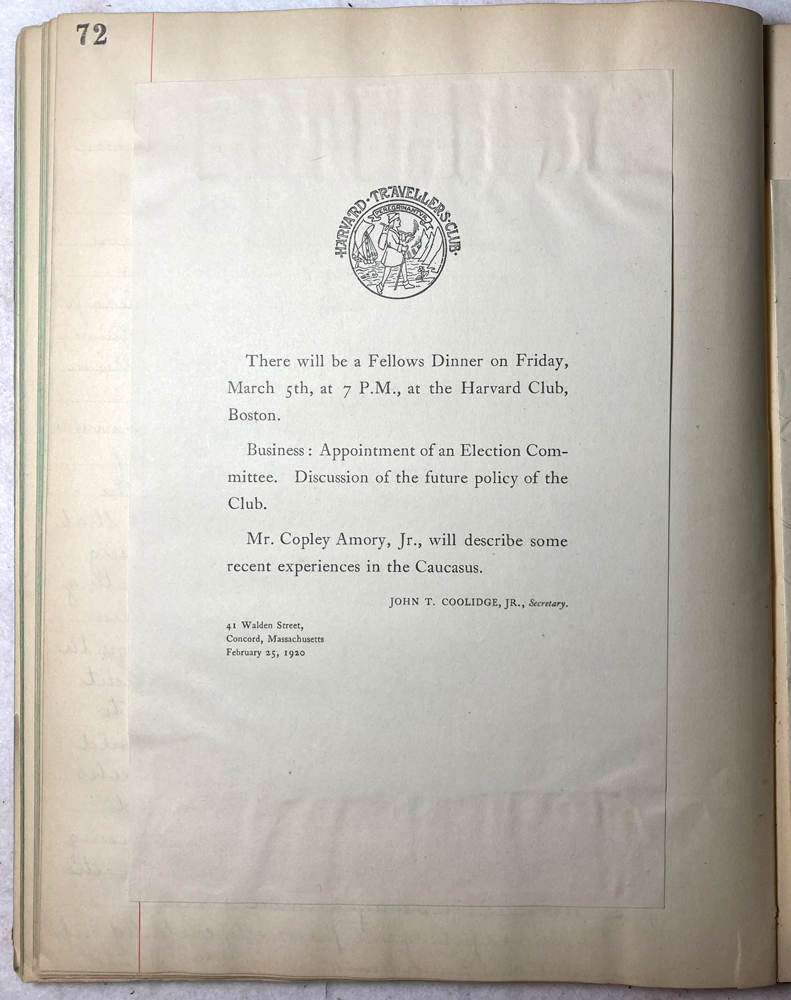 72
HARVARD · TRAVELLERS · CLUB
There will be a Fellows Dinner on Friday,
March 5th, at 7 P.M., at the Harvard Club,
Boston.
Business : Appointment of an Election Com-
mittee. Discussion of the future policy of the
Club.
Mr. Copley Amory, Jr., will describe some
recent experiences in the Caucasus.
JOHN T. COOLIDGE, JR., Secretary.
41 Walden Street,
Concord, Massachusetts
February 25, 1920